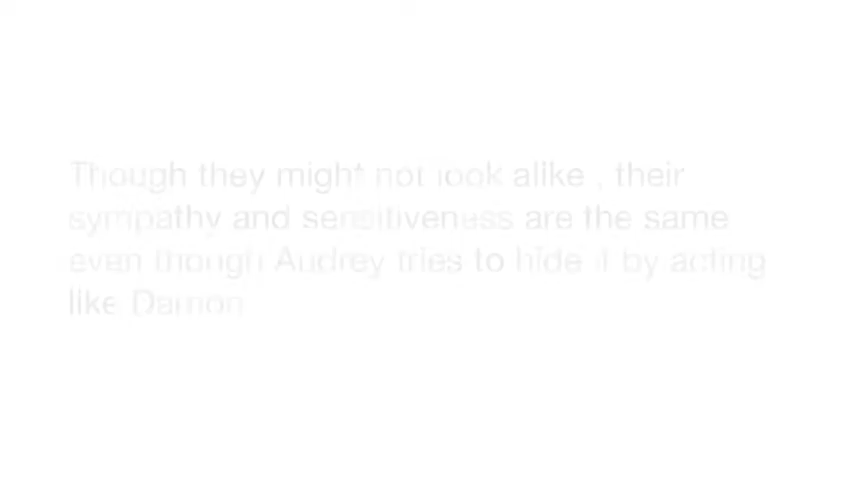 Though they might not look alike , their
sympathy and sensitiveness are the same
even though Audrey tries to hide it by acting
like Damon